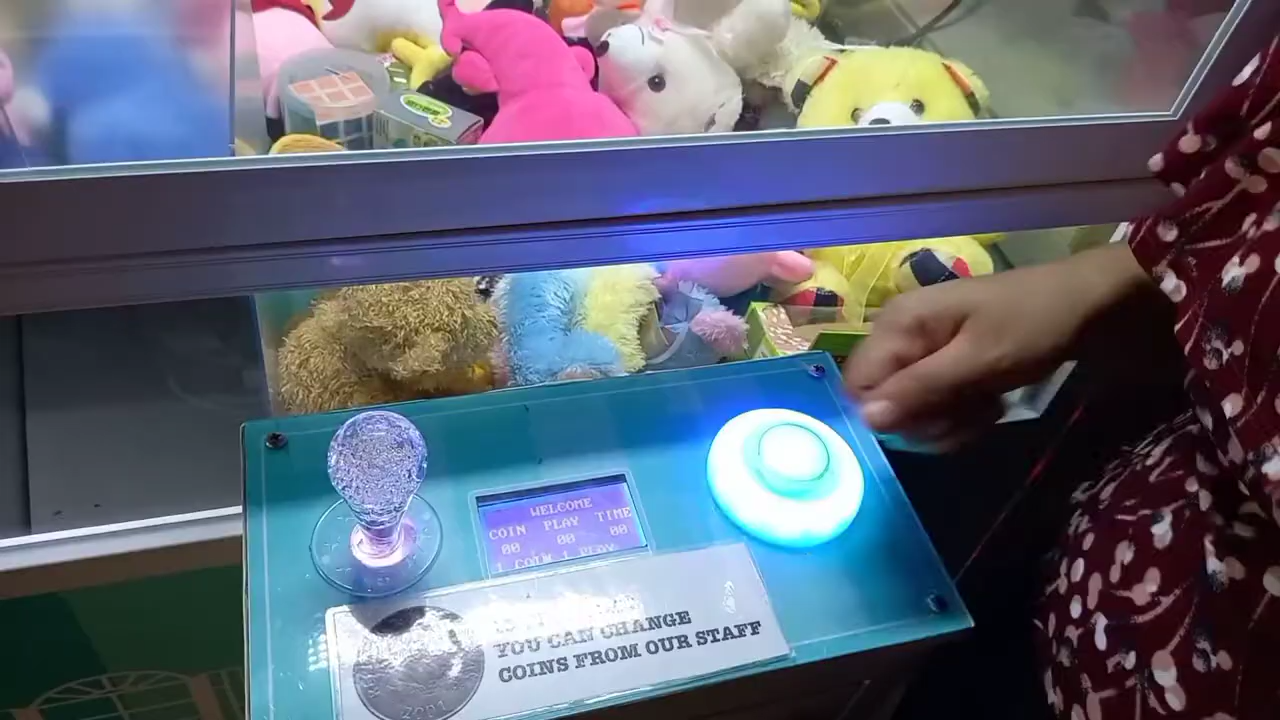 WELCOME
COIN PLAY TIME
00 00 00
1 COIN 1 PLAY
YOU CAN CHANGE
COINS FROM OUR STAFF